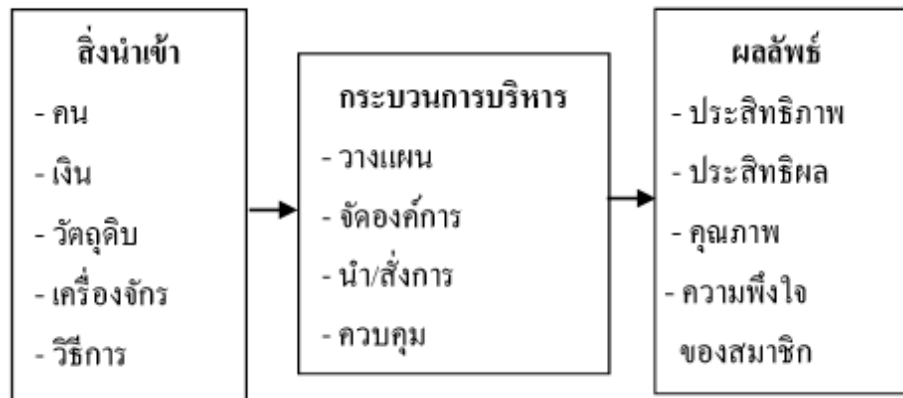 สิ่งนำเข้า
- คน
- เงิน
- วัตถุดิบ
- เครื่องจักร
- วิธีการ
กระบวนการบริหาร
- วางแผน
- จัดองค์การ
- นำ/สั่งการ
- ควบคุม
ผลลัพธ์
- ประสิทธิภาพ
- ประสิทธิผล
- คุณภาพ
- ความพึงใจ
ของสมาชิก